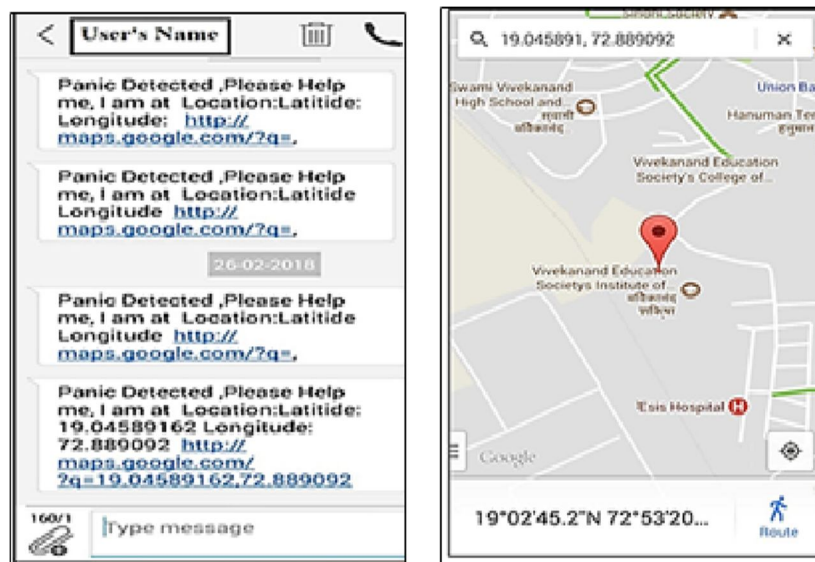 User's Name
Panic Detected ,Please Help
me, I am at Location:Latitide:
Longitude: http://
maps.google.com/?q=,
Panic Detected ,Please Help
me, I am at Location:Latitide
Longitude http://
maps.google.com/?q=,
26-02-2018
Panic Detected ,Please Help
me, I am at Location:Latitide
Longitude http://
maps.google.com/?q=,
Panic Detected ,Please Help
me, I am at Location:Latitide:
19.04589162 Longitude:
72.889092 http://
maps.google.com/
?q=19.04589162,72.889092
160/1
Type message
Society
19.045891, 72.889092
Swami Vivekanand
High School and...
स्वामी
Union Ba
Hanuman Ter
Vivekanand Education
Society's College of...
Vivekanand Education
Societys Institute of...
Esis Hospital
H
Google
19°02'45.2"N 72°53'20...
Route